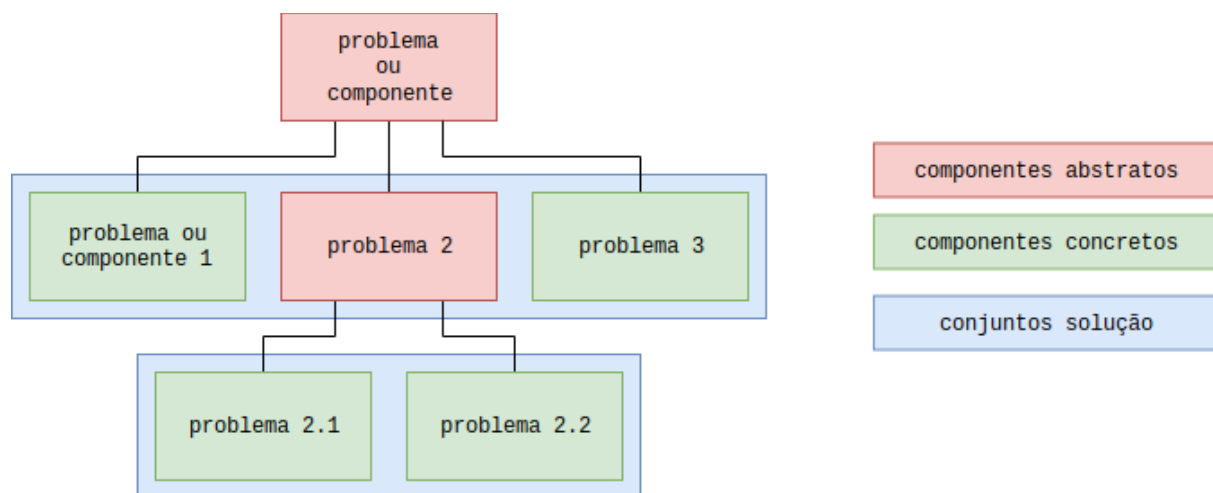 problema
ou
componente
problema ou
componente 1
problema 2
problema 3
problema 2.1
problema 2.2
componentes abstratos
componentes concretos
conjuntos solução